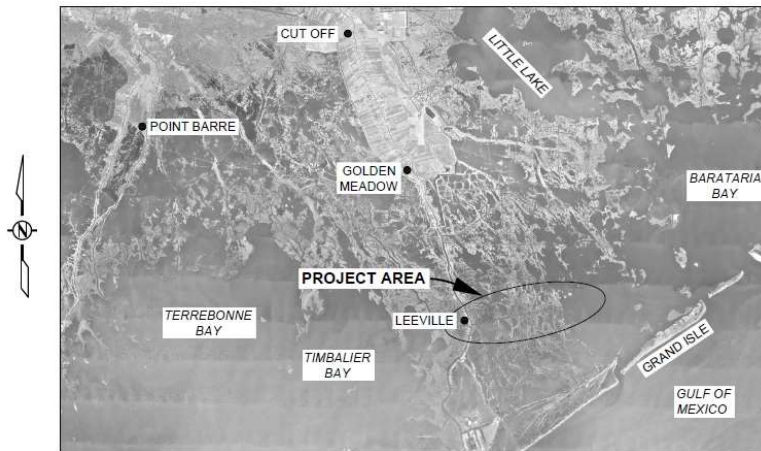 CUT OFF
LITTLE LAKE
POINT BARRE
GOLDEN
MEADOW
BARATARIA
BAY
N
PROJECT AREA
TERREBONNE
BAY
LEEVILLE
TIMBALIER
BAY
GRAND ISLE
GULF OF
MEXICO